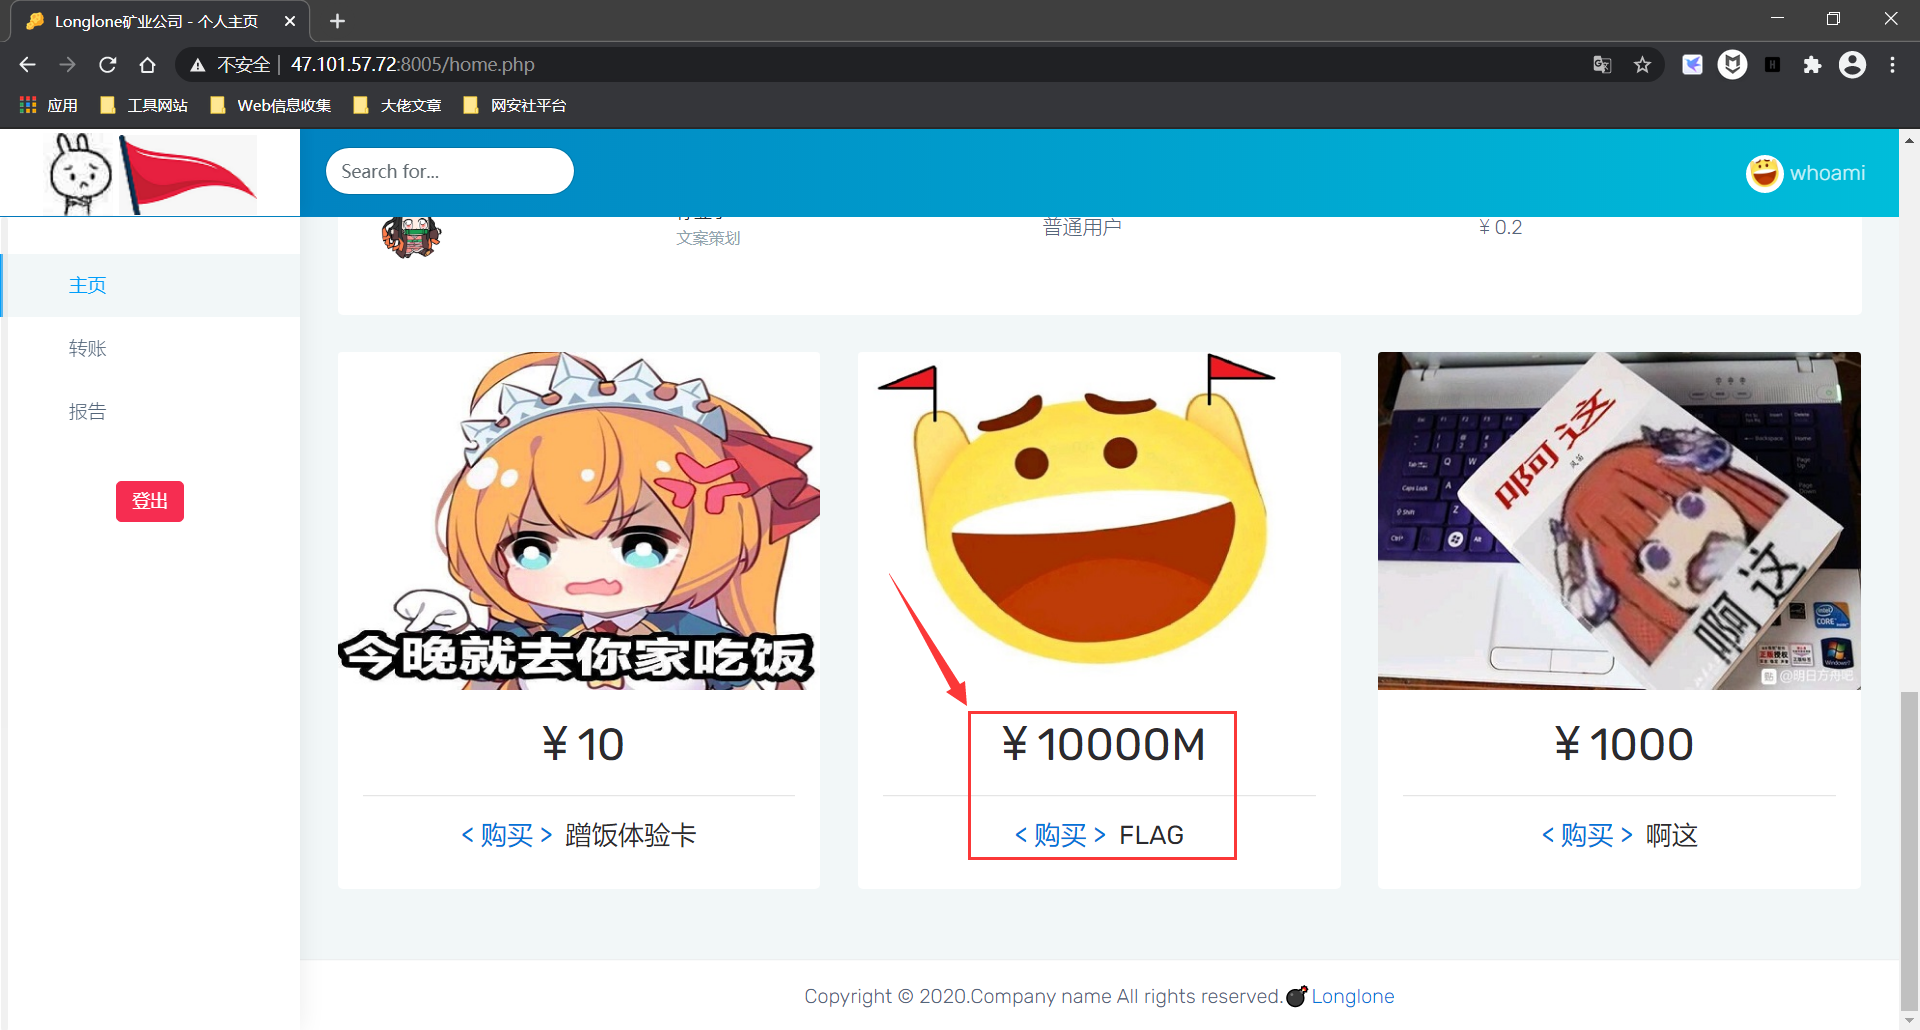 Longlone矿业公司 - 个人主页
不安全 | 47.101.57.72:8005/home.php
应用 工具网站 Web信息收集 大佬文章 网安社平台
Search for...
whoami
文案策划
普通用户
¥ 0.2
主页
转账
报告
登出
今晚就去你家吃饭
啊这
啊这
@明日方舟吧
¥ 10
< 购买 > 蹭饭体验卡
¥ 10000M
< 购买 > FLAG
¥ 1000
< 购买 > 啊这
Copyright © 2020.Company name All rights reserved. Longlone